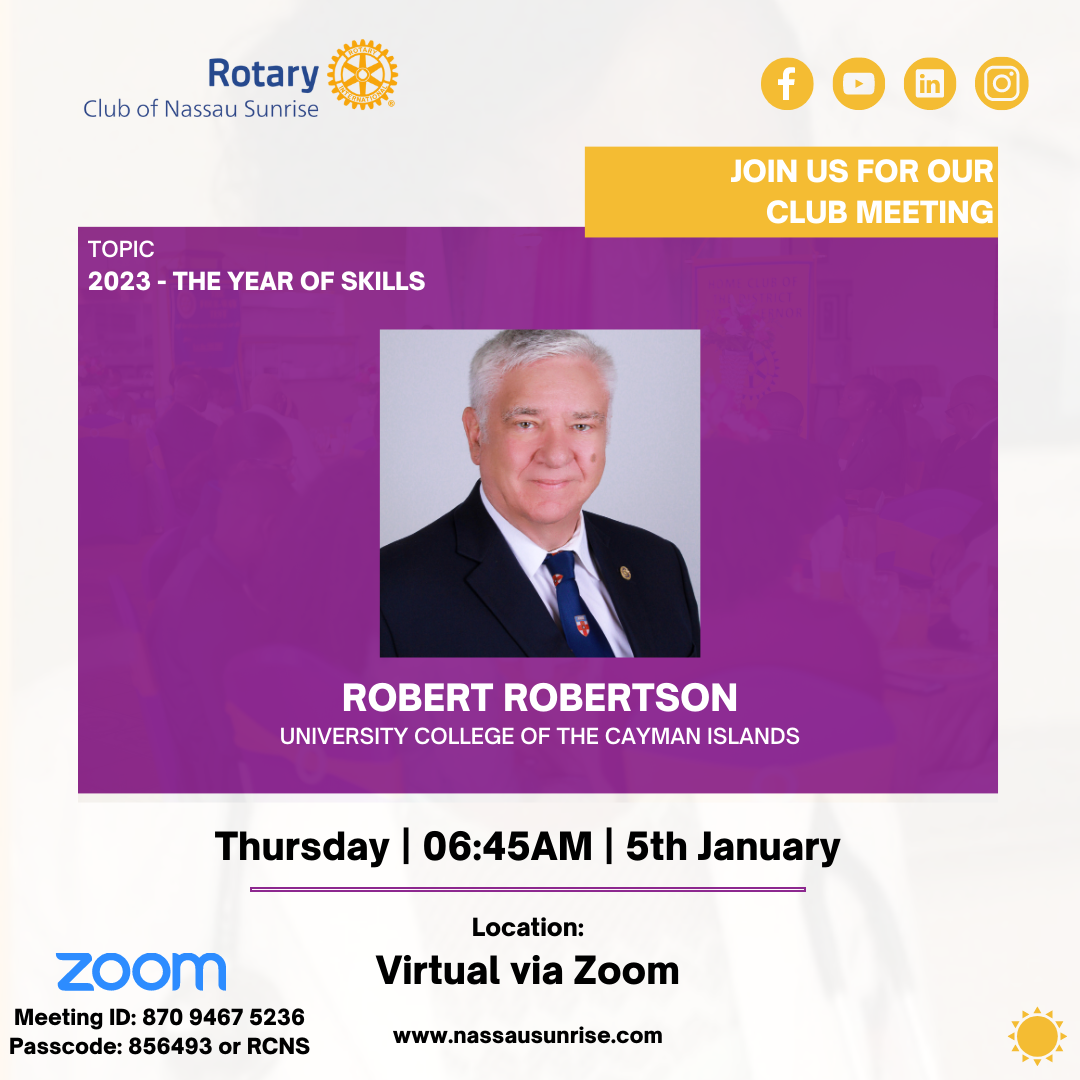 Rotary
Club of Nassau Sunrise
ROTARY
INTERNATIONAL
JOIN US FOR OUR
CLUB MEETING
TOPIC
2023 - THE YEAR OF SKILLS
ROBERT ROBERTSON
UNIVERSITY COLLEGE OF THE CAYMAN ISLANDS
Thursday | 06:45AM | 5th January
Location:
Virtual via Zoom
zoom
Meeting ID: 870 9467 5236
Passcode: 856493 or RCNS
www.nassausunrise.com